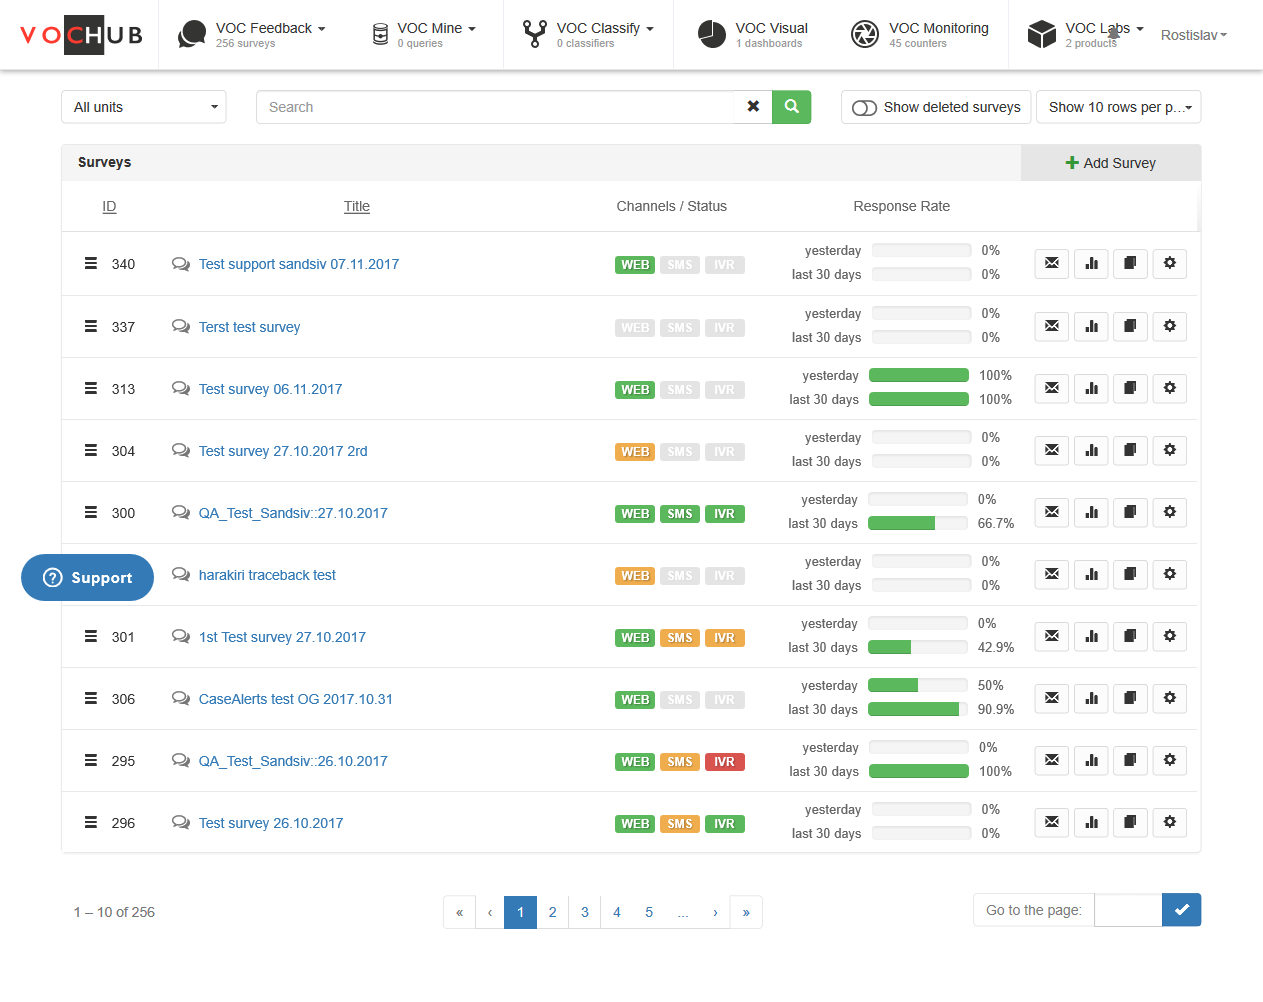 VOCHUB
VOC Feedback
256 surveys
VOC Mine
0 queries
VOC Classify
0 classifiers
VOC Visual
1 dashboards
VOC Monitoring
45 counters
VOC Labs
2 products
Rostislav
All units
Search
Show deleted surveys
Show 10 rows per p...
Surveys
Add Survey
ID Title Channels / Status Response Rate
340 Test support sandsiv 07.11.2017 WEB SMS IVR
yesterday 0%
last 30 days 0%
337 Terst test survey WEB SMS IVR
yesterday 0%
last 30 days 0%
313 Test survey 06.11.2017 WEB SMS IVR
yesterday 100%
last 30 days 100%
304 Test survey 27.10.2017 2rd WEB SMS IVR
yesterday 0%
last 30 days 0%
300 QA_Test_Sandsiv::27.10.2017 WEB SMS IVR
yesterday 0%
last 30 days 66.7%
Support
harakiri traceback test WEB SMS IVR
yesterday 0%
last 30 days 0%
301 1st Test survey 27.10.2017 WEB SMS IVR
yesterday 0%
last 30 days 42.9%
306 CaseAlerts test OG 2017.10.31 WEB SMS IVR
yesterday 50%
last 30 days 90.9%
295 QA_Test_Sandsiv::26.10.2017 WEB SMS IVR
yesterday 0%
last 30 days 100%
296 Test survey 26.10.2017 WEB SMS IVR
yesterday 0%
last 30 days 0%
1 – 10 of 256
« ‹ 1 2 3 4 5 ... › »
Go to the page: